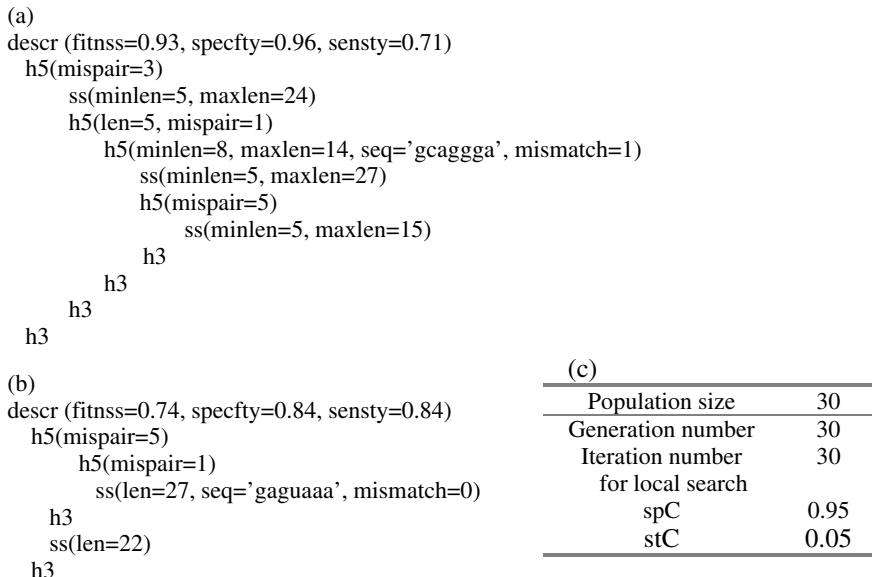 (a)
descr (fitnss=0.93, specfty=0.96, sensty=0.71)
h5(mispair=3)
ss(minlen=5, maxlen=24)
h5(len=5, mispair=1)
h5(minlen=8, maxlen=14, seq='gcaggga', mismatch=1)
ss(minlen=5, maxlen=27)
h5(mispair=5)
ss(minlen=5, maxlen=15)
h3
h3
h3
h3
(b)
descr (fitnss=0.74, specfty=0.84, sensty=0.84)
h5(mispair=5)
h5(mispair=1)
ss(len=27, seq='gaguaaa', mismatch=0)
h3
ss(len=22)
h3
(c)
Population size 30
Generation number 30
Iteration number 30
for local search
spC 0.95
stC 0.05